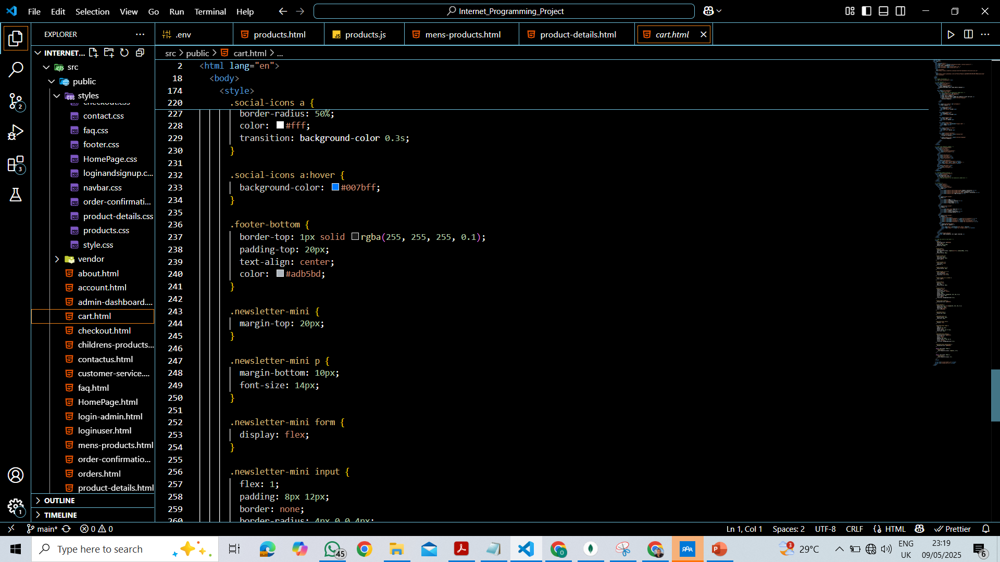 File Edit Selection View Go Run Terminal Help
Internet_Programming_Project
EXPLORER
.env
products.html
products.js
mens-products.html
product-details.html
cart.html
INTERNET...
src
public
styles
checkout.css
contact.css
faq.css
footer.css
HomePage.css
loginandsignup.c...
navbar.css
order-confirmati...
product-details.css
products.css
style.css
vendor
about.html
account.html
admin-dashboard....
cart.html
checkout.html
childrens-products...
contactus.html
customer-service....
faq.html
HomePage.html
login-admin.html
loginuser.html
mens-products.html
order-confirmatio...
orders.html
product-details.html
OUTLINE
TIMELINE
2
3
1
src > public > cart.html > ...
2 <html lang="en">
18 <body>
174 <style>
220 .social-icons a {
227 border-radius: 50%;
228 color: #fff;
229 transition: background-color 0.3s;
230 }
231
232 .social-icons a:hover {
233 background-color: #007bff;
234 }
235
236 .footer-bottom {
237 border-top: 1px solid rgba(255, 255, 255, 0.1);
238 padding-top: 20px;
239 text-align: center;
240 color: #adb5bd;
241 }
242
243 .newsletter-mini {
244 margin-top: 20px;
245 }
246
247 .newsletter-mini p {
248 margin-bottom: 10px;
249 font-size: 14px;
250 }
251
252 .newsletter-mini form {
253 display: flex;
254 }
255
256 .newsletter-mini input {
257 flex: 1;
258 padding: 8px 12px;
259 border: none;
260 border-radius: 4px 0 0 4px;
main* 0 0
Ln 1, Col 1 Spaces: 2 UTF-8 CRLF HTML Prettier
Type here to search
45
3 29°C
ENG
UK
23:19
09/05/2025
6